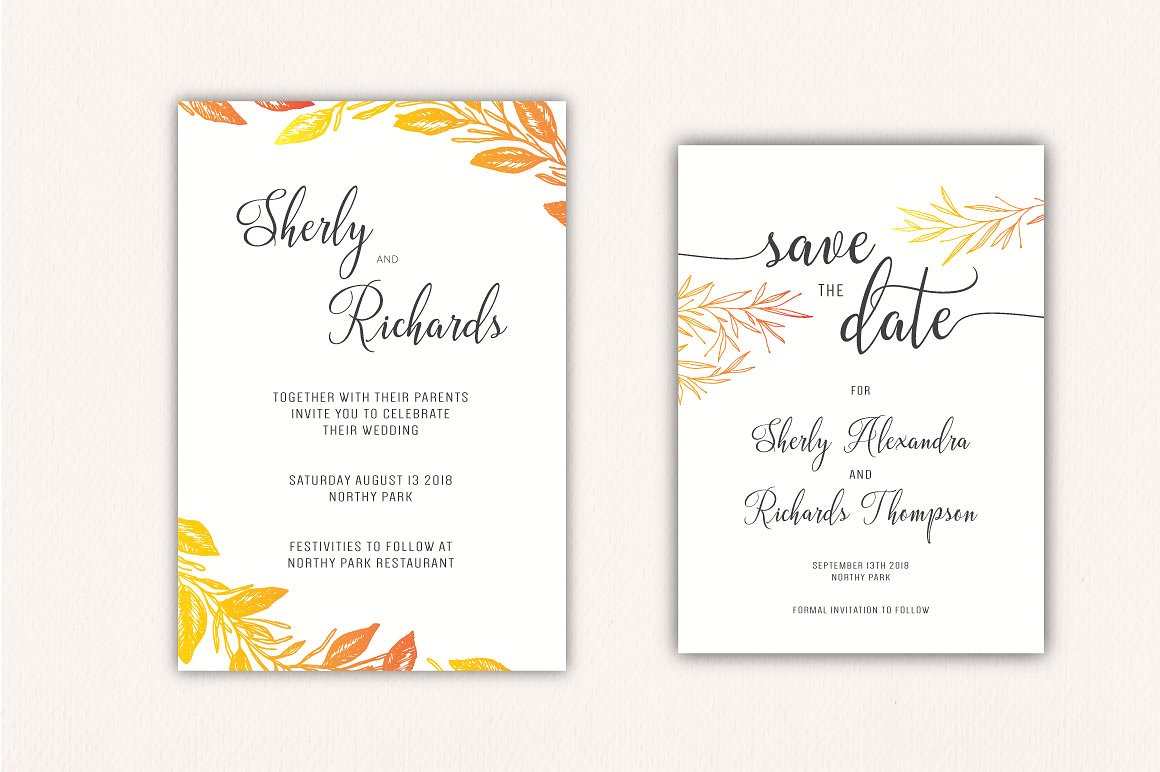 Sherly
AND
Richards
TOGETHER WITH THEIR PARENTS
INVITE YOU TO CELEBRATE
THEIR WEDDING
SATURDAY AUGUST 13 2018
NORTHY PARK
FESTIVITIES TO FOLLOW AT
NORTHY PARK RESTAURANT
save
THE
date
FOR
Sherly Alexandra
AND
Richards Thompson
SEPTEMBER 13TH 2018
NORTHY PARK
FORMAL INVITATION TO FOLLOW